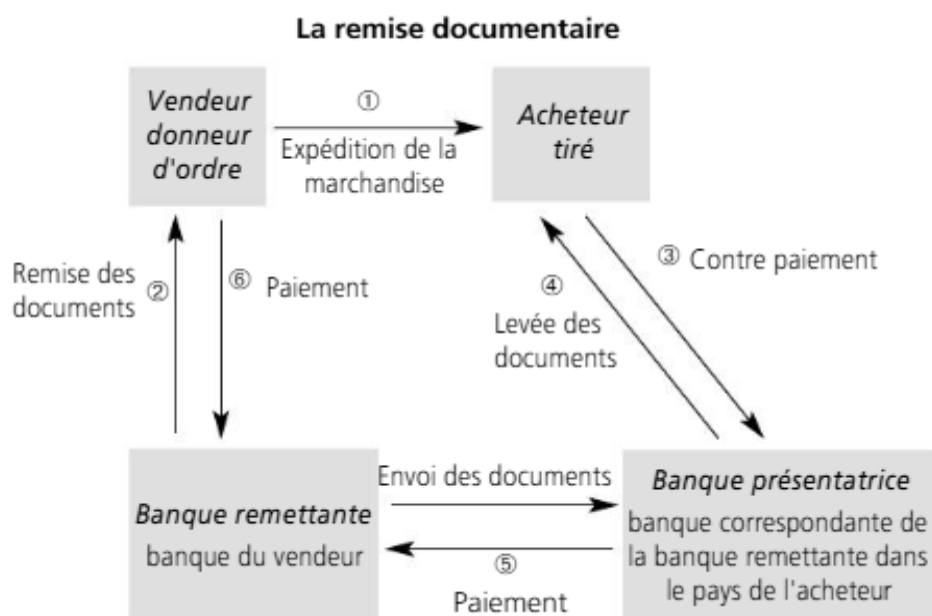 La remise documentaire
Vendeur
donneur
d'ordre
①
Expédition de la
marchandise
Acheteur
tiré
Remise des
documents
②
⑥
Paiement
③ Contre paiement
④
Levée des
documents
Banque remettante
banque du vendeur
Envoi des documents
⑤
Paiement
Banque présentatrice
banque correspondante de
la banque remettante dans
le pays de l'acheteur